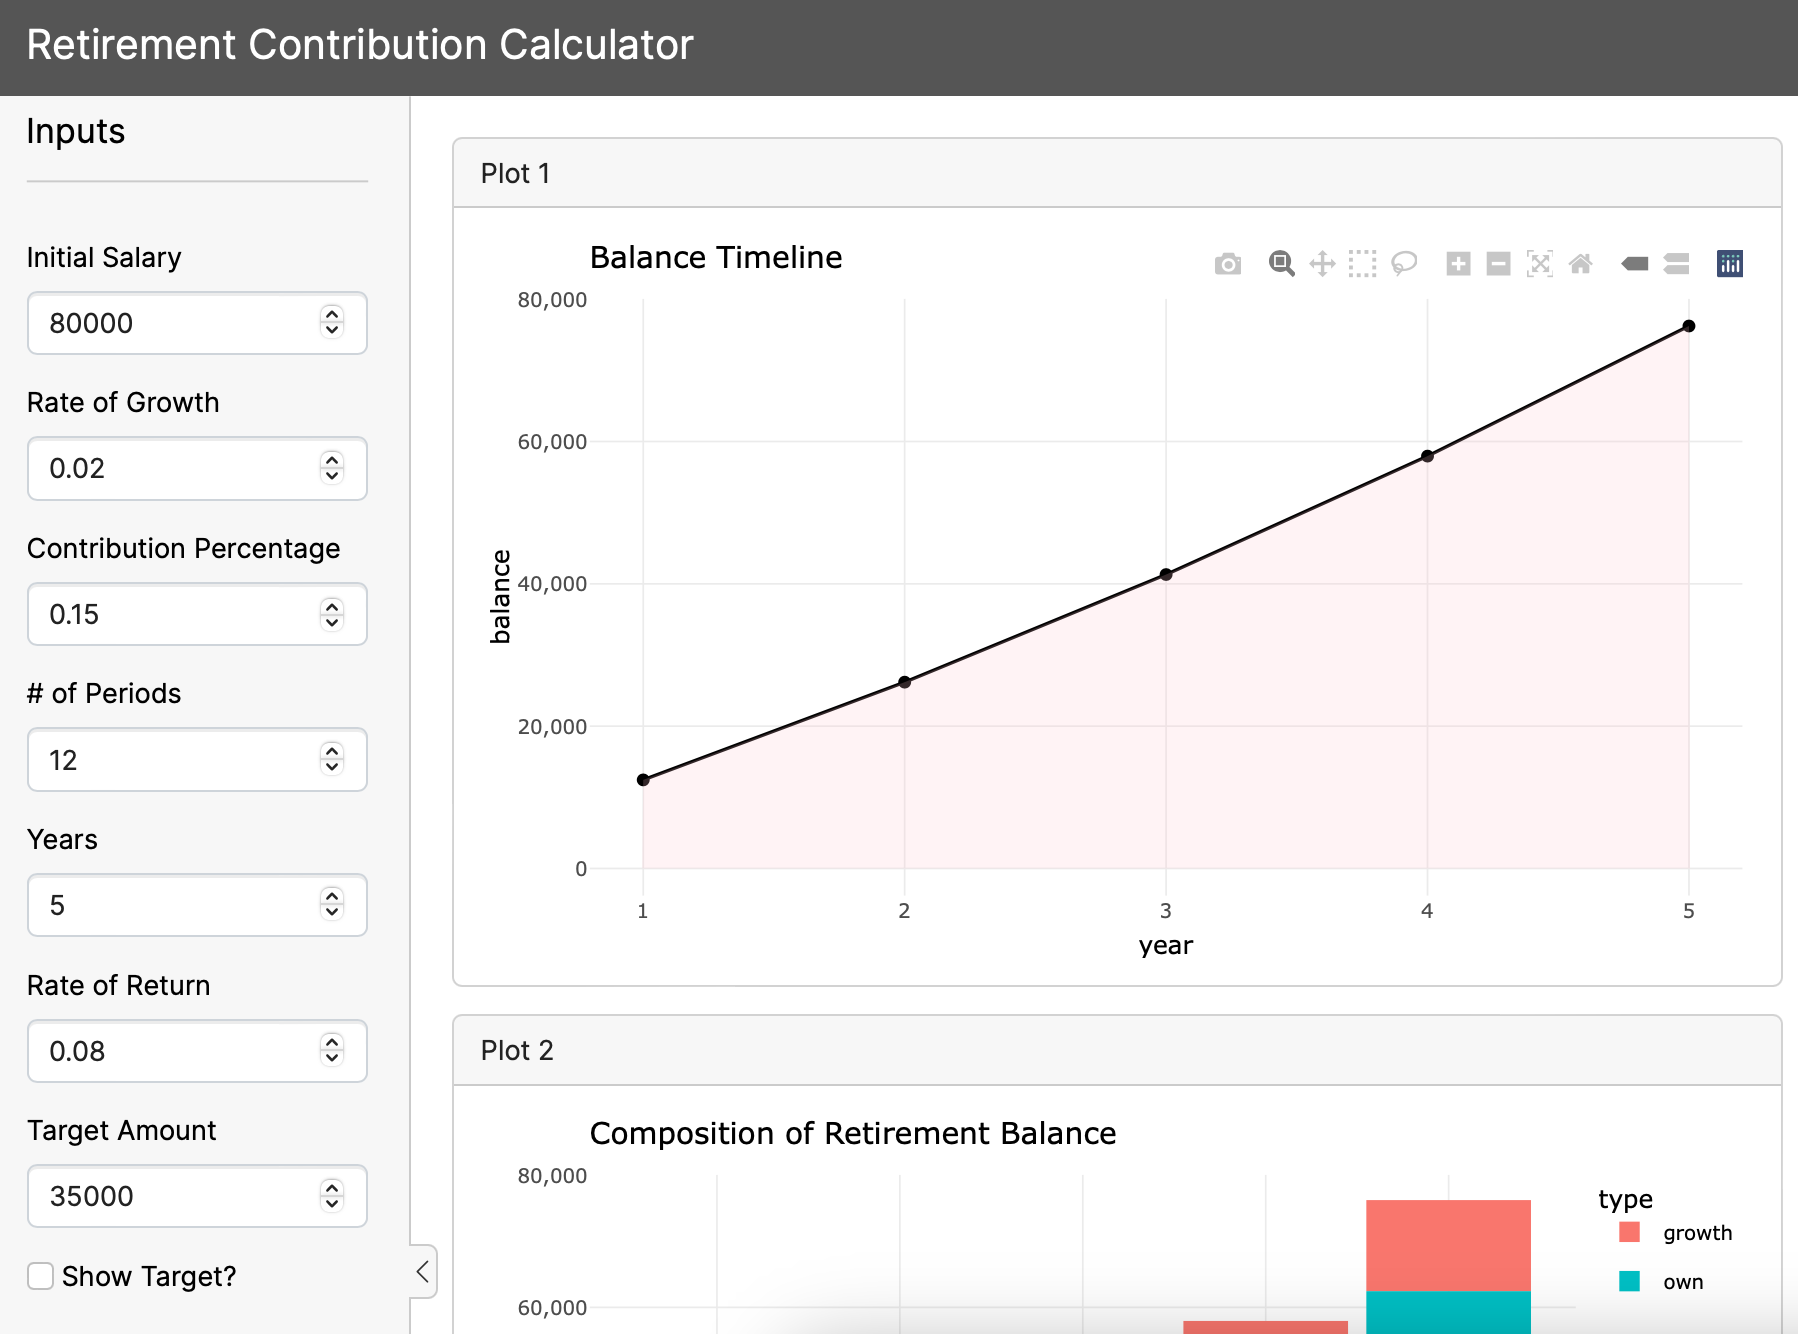 Retirement Contribution Calculator
Inputs
Initial Salary
80000
Rate of Growth
0.02
Contribution Percentage
0.15
# of Periods
12
Years
5
Rate of Return
0.08
Target Amount
35000
Show Target?
Plot 1
Balance Timeline
80,000
60,000
40,000
20,000
0
balance
1 2 3 4 5
year
Plot 2
Composition of Retirement Balance
80,000
60,000
type
growth
own